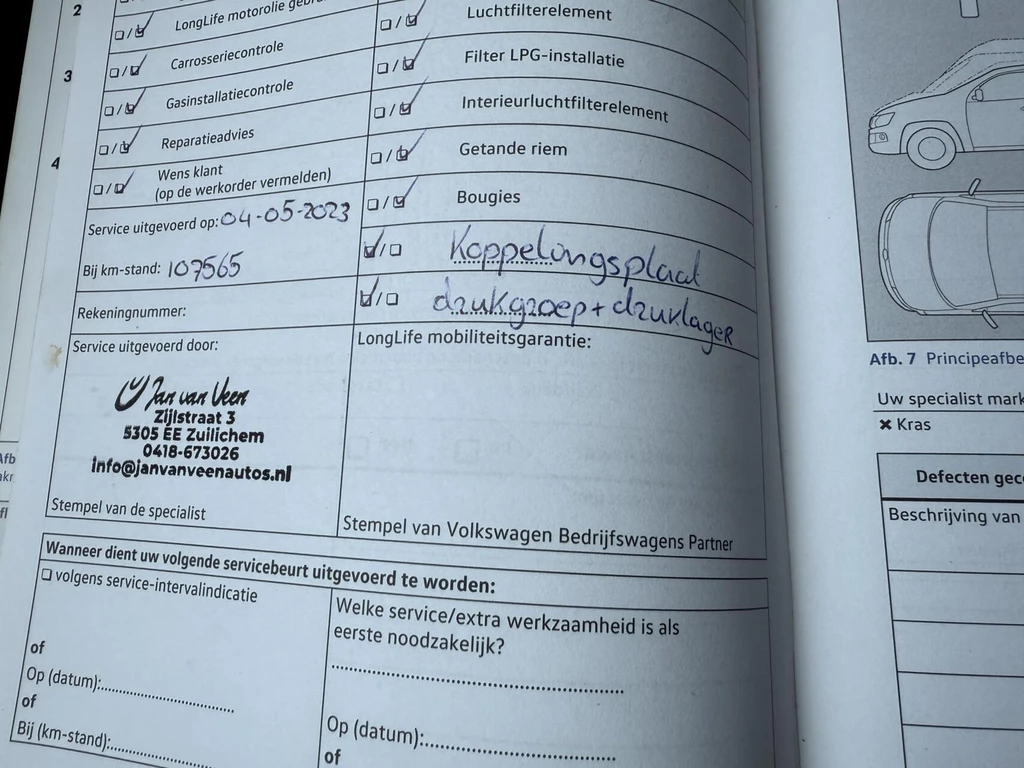 2
LongLife motorolie
Luchtfilterelement
Carrosseriecontrole
Filter LPG-installatie
3
Gasinstallatiecontrole
Interieurluchtfilterelement
Reparatieadvies
Getande riem
4
Wens klant
(op de werkorder vermelden)
Bougies
Service uitgevoerd op: 04-05-2023
Koppelingsplaat
Bij km-stand: 107565
drukgroep + druklager
Rekeningnummer:
LongLife mobiliteitsgarantie:
Service uitgevoerd door:
Jan van Veen
Zijlstraat 3
5305 EE Zuilichem
0418-673026
info@janvanveenautos.nl
Stempel van de specialist
Stempel van Volkswagen Bedrijfswagens Partner
Wanneer dient uw volgende servicebeurt uitgevoerd te worden:
volgens service-intervalindicatie
of
Op (datum):
of
Bij (km-stand):
Welke service/extra werkzaamheid is als
eerste noodzakelijk?
Op (datum):
of
Afb. 7 Principeafbe
Uw specialist mark
Kras
Defecten gec
Beschrijving van